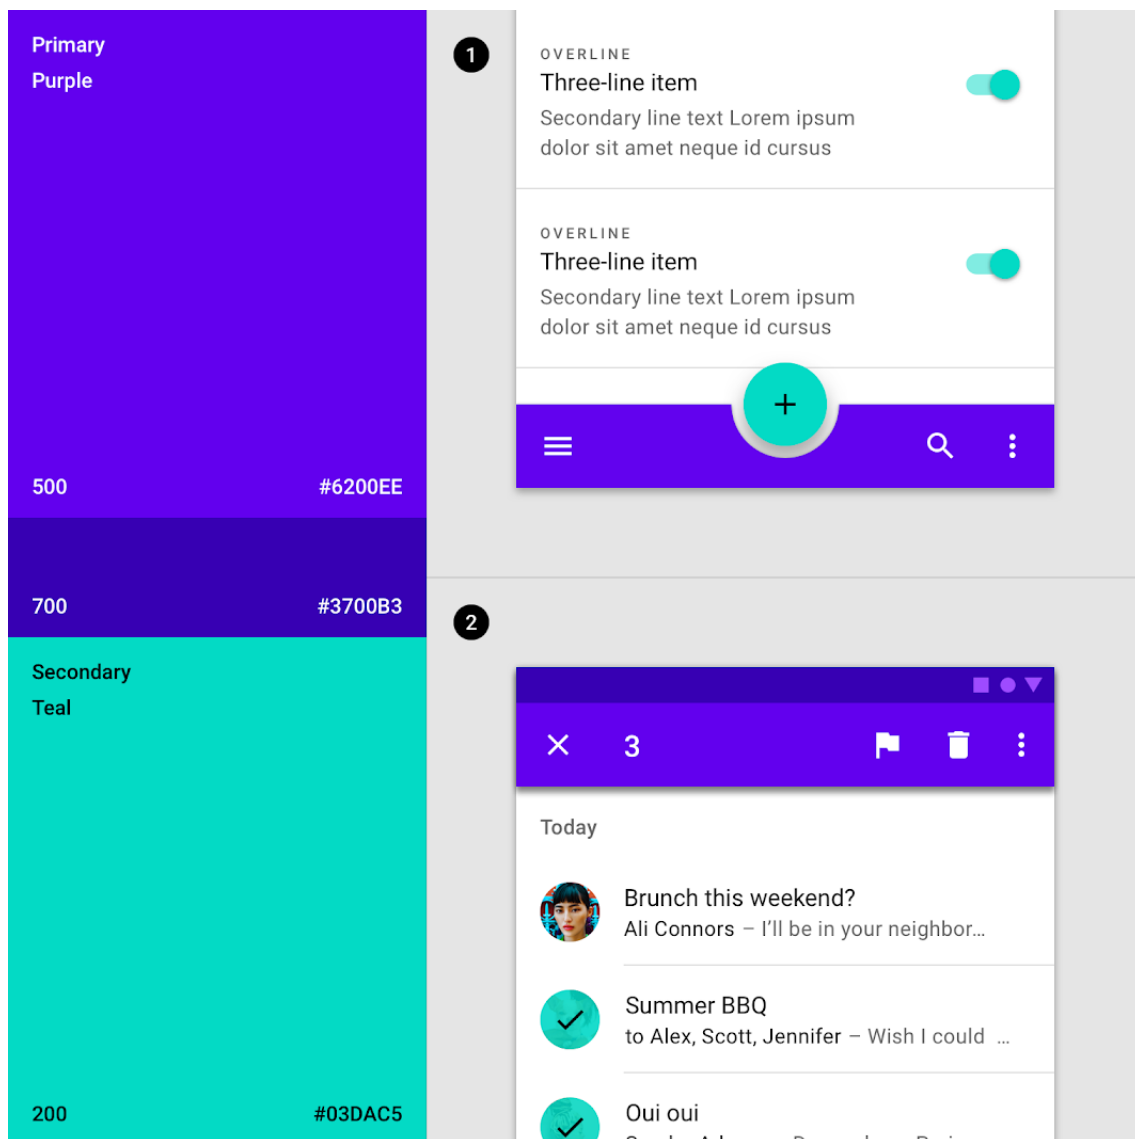 Primary
Purple
500 #6200EE
700 #3700B3
Secondary
Teal
200 #03DAC5
1
OVERLINE
Three-line item
Secondary line text Lorem ipsum
dolor sit amet neque id cursus
OVERLINE
Three-line item
Secondary line text Lorem ipsum
dolor sit amet neque id cursus
2
3
Today
Brunch this weekend?
Ali Connors – I'll be in your neighbor...
Summer BBQ
to Alex, Scott, Jennifer – Wish I could ...
Oui oui